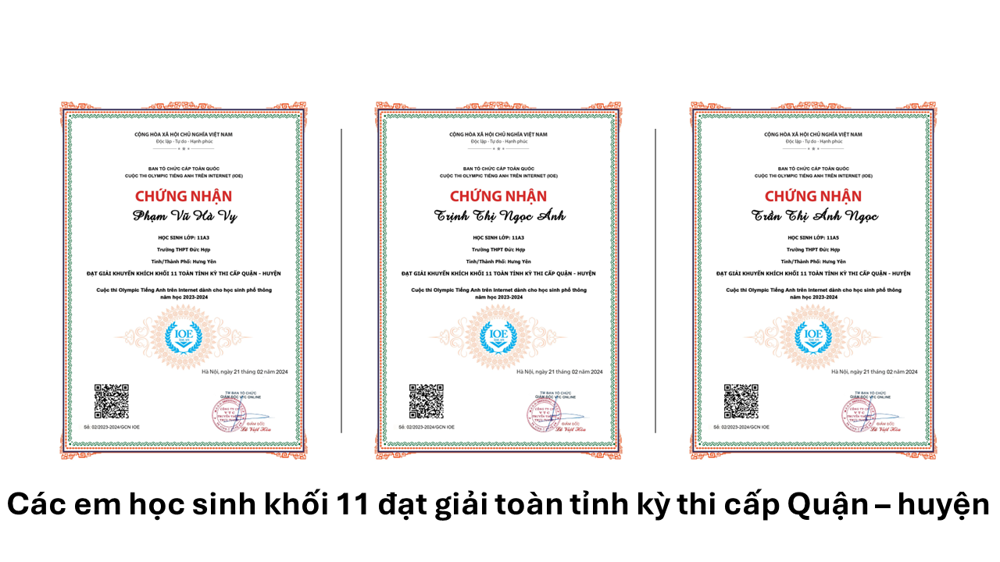 CỘNG HÒA XÃ HỘI CHỦ NGHĨA VIỆT NAM
Độc lập - Tự do - Hạnh phúc
BAN TỔ CHỨC CẤP TOÀN QUỐC
CUỘC THI OLYMPIC TIẾNG ANH TRÊN INTERNET (IOE)
CHỨNG NHẬN
Phạm Vũ Hà Vy
HỌC SINH LỚP: 11A3
Trường THPT Đức Hợp
Tỉnh/Thành Phố: Hưng Yên
ĐẠT GIẢI KHUYẾN KHÍCH KHỐI 11 TOÀN TỈNH KỲ THI CẤP QUẬN - HUYỆN
Cuộc thi Olympic Tiếng Anh trên Internet dành cho học sinh phổ thông
năm học 2023-2024
IOE
Hà Nội, ngày 21 tháng 02 năm 2024
TM BAN TỔ CHỨC
GIÁM ĐỐC VTC ONLINE
GIÁM ĐỐC
Lê Việt Hòa
Số: 02/2023-2024/GCN IOE
CỘNG HÒA XÃ HỘI CHỦ NGHĨA VIỆT NAM
Độc lập - Tự do - Hạnh phúc
BAN TỔ CHỨC CẤP TOÀN QUỐC
CUỘC THI OLYMPIC TIẾNG ANH TRÊN INTERNET (IOE)
CHỨNG NHẬN
Trịnh Thị Ngọc Ánh
HỌC SINH LỚP: 11A3
Trường THPT Đức Hợp
Tỉnh/Thành Phố: Hưng Yên
ĐẠT GIẢI KHUYẾN KHÍCH KHỐI 11 TOÀN TỈNH KỲ THI CẤP QUẬN - HUYỆN
Cuộc thi Olympic Tiếng Anh trên Internet dành cho học sinh phổ thông
năm học 2023-2024
IOE
Hà Nội, ngày 21 tháng 02 năm 2024
TM BAN TỔ CHỨC
GIÁM ĐỐC VTC ONLINE
GIÁM ĐỐC
Lê Việt Hòa
Số: 02/2023-2024/GCN IOE
CỘNG HÒA XÃ HỘI CHỦ NGHĨA VIỆT NAM
Độc lập - Tự do - Hạnh phúc
BAN TỔ CHỨC CẤP TOÀN QUỐC
CUỘC THI OLYMPIC TIẾNG ANH TRÊN INTERNET (IOE)
CHỨNG NHẬN
Trần Thị Ánh Ngọc
HỌC SINH LỚP: 11A5
Trường THPT Đức Hợp
Tỉnh/Thành Phố: Hưng Yên
ĐẠT GIẢI KHUYẾN KHÍCH KHỐI 11 TOÀN TỈNH KỲ THI CẤP QUẬN - HUYỆN
Cuộc thi Olympic Tiếng Anh trên Internet dành cho học sinh phổ thông
năm học 2023-2024
IOE
Hà Nội, ngày 21 tháng 02 năm 2024
TM BAN TỔ CHỨC
GIÁM ĐỐC VTC ONLINE
GIÁM ĐỐC
Lê Việt Hòa
Số: 02/2023-2024/GCN IOE
Các em học sinh khối 11 đạt giải toàn tỉnh kỳ thi cấp Quận – huyện